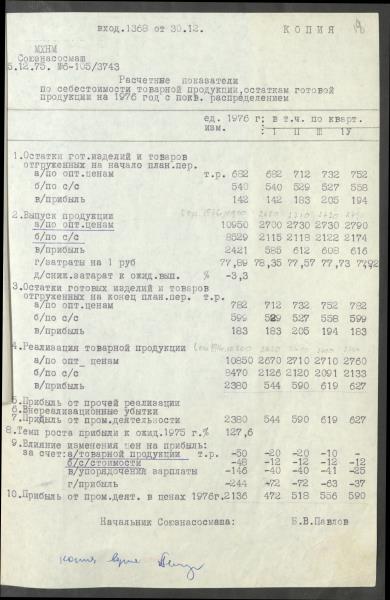 вход.1368 от 30.12. КОПИЯ
МХНМ
Союзнасосмаш
5.12.75. №6-105/3743
Расчетные показатели
по себестоимости товарной продукции,остаткам готовой
продукции на 1976 год с покв. распределением
ед. 1976 г: в т.ч. по кварт.
изм. I П Ш 1У
1.Остатки гот.изделий и товаров
отгруженных на начало план.пер.
а/по опт.ценам т.р. 682 682 712 732 752
б/по с/с 540 540 529 527 558
в/прибыль 142 142 183 205 194
2.Выпуск продукции
а/по опт.ценам 10950 2700 2730 2730 2790
б/по с/с 8529 2115 2118 2122 2174
в/прибыль 2421 585 612 608 616
г/затраты на 1 руб 77,89 78,35 77,57 77,73 77,92
д/сниж.затарат к ожид.вып. % -3,3
3.Остатки готовых изделий и товаров
отгруженных на конец план.пер. т.р.
а/по опт.ценам 782 712 732 752 782
б/по с/с 599 529 527 558 599
в/прибыль 183 183 205 194 183
4.Реализация товарной продукции
а/по опт ценам 10850 2670 2710 2710 2760
б/по с/с 8470 2126 2120 2091 2133
в/прибыль 2380 544 590 619 627
5.Прибыль от прочей реализации
6.Внереализационные убытки
7.Прибыль от пром.деятельности 2380 544 590 619 627
8.Темп роста прибыли к ожид.1975 г.% 127,6
9.Влияние изменения цен на прибыль:
за счет:а/товарной продукции т.р. -50 -20 -20 -10 -
б/с/стоимости -48 -12 -12 -12 -12
в/упорядочений зарплаты -146 -40 -40 -41 -25
г/прибыль -244 -72 -72 -63 -37
10.Прибыль от пром.деят. в ценах 1976г. 2136 472 518 556 590
Начальник Союзнасосмаша: Б.В.Павлов
копия верна